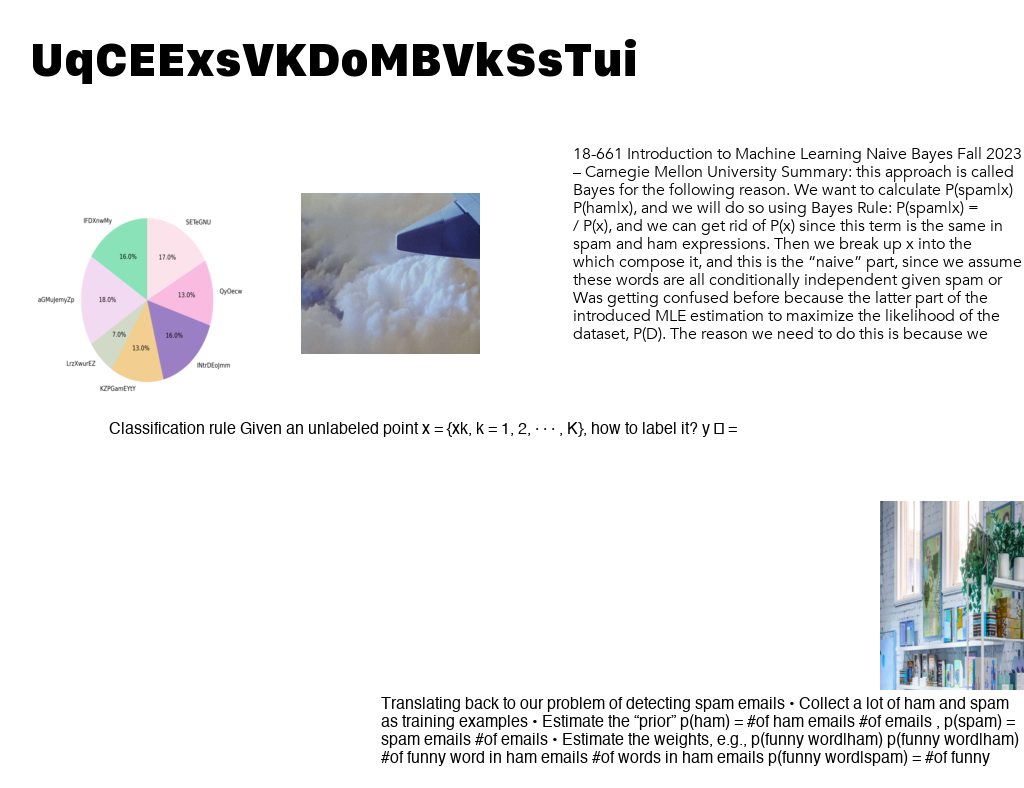 UqCEExsVKDoMBVkSsTui
18-661 Introduction to Machine Learning Naive Bayes Fall 2023
– Carnegie Mellon University Summary: this approach is called
Bayes for the following reason. We want to calculate P(spam|x)
P(ham|x), and we will do so using Bayes Rule: P(spam|x) =
/ P(x), and we can get rid of P(x) since this term is the same in
spam and ham expressions. Then we break up x into the
which compose it, and this is the “naive” part, since we assume
these words are all conditionally independent given spam or
Was getting confused before because the latter part of the
introduced MLE estimation to maximize the likelihood of the
dataset, P(D). The reason we need to do this is because we
IFDXnwMy
SETeGNU
16.0%
17.0%
aGMuJemyZp
18.0%
13.0%
QyOecw
7.0%
16.0%
13.0%
LrzXwurEZ
INtrDEoJmm
KZPGamEYtY
Classification rule Given an unlabeled point x = {xk, k = 1, 2, · · · , K}, how to label it? y □ =
Translating back to our problem of detecting spam emails • Collect a lot of ham and spam
as training examples • Estimate the “prior” p(ham) = #of ham emails #of emails , p(spam) =
spam emails #of emails • Estimate the weights, e.g., p(funny word|ham) p(funny word|ham)
#of funny word in ham emails #of words in ham emails p(funny word|spam) = #of funny